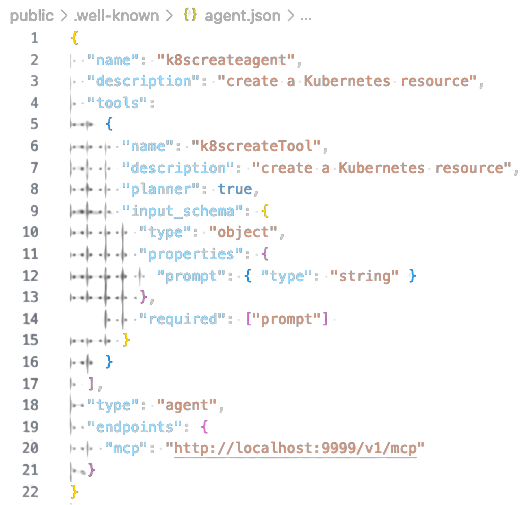 public > .well-known > {} agent.json > ...
1 {
2 "name": "k8screateagent",
3 "description": "create a Kubernetes resource",
4 "tools":
5 {
6 "name": "k8screateTool",
7 "description": "create a Kubernetes resource",
8 "planner": true,
9 "input_schema": {
10 "type": "object",
11 "properties": {
12 "prompt": { "type": "string" }
13 },
14 "required": ["prompt"]
15 }
16 }
17 ],
18 "type": "agent",
19 "endpoints": {
20 "mcp": "http://localhost:9999/v1/mcp"
21 }
22 }